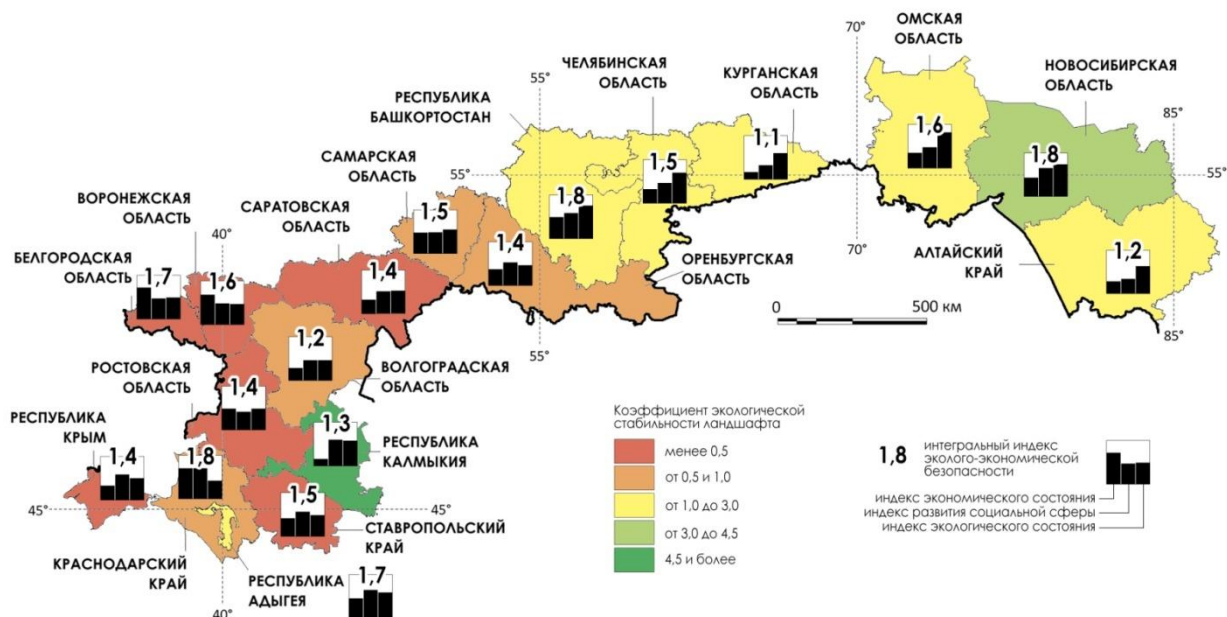 ОМСКАЯ
ОБЛАСТЬ
70°
ЧЕЛЯБИНСКАЯ
ОБЛАСТЬ
КУРГАНСКАЯ
ОБЛАСТЬ
НОВОСИБИРСКАЯ
ОБЛАСТЬ
55°
РЕСПУБЛИКА
БАШКОРТОСТАН
85°
1,6
1,1
САМАРСКАЯ
ОБЛАСТЬ
55°
1,5
1,8
55°
ВОРОНЕЖСКАЯ
ОБЛАСТЬ
САРАТОВСКАЯ
ОБЛАСТЬ
1,8
1,5
40°
1,4
70°
БЕЛГОРОДСКАЯ
ОБЛАСТЬ
ОРЕНБУРГСКАЯ
ОБЛАСТЬ
АЛТАЙСКИЙ
КРАЙ
1,2
1,7
1,6
1,4
0
500 км
85°
55°
1,2
РОСТОВСКАЯ
ОБЛАСТЬ
ВОЛГОГРАДСКАЯ
ОБЛАСТЬ
1,4
РЕСПУБЛИКА
КРЫМ
1,3
РЕСПУБЛИКА
КАЛМЫКИЯ
1,4
1,8
45°
1,5
45°
СТАВРОПОЛЬСКИЙ
КРАЙ
КРАСНОДАРСКИЙ
КРАЙ
РЕСПУБЛИКА
АДЫГЕЯ
1,7
40°
Коэффициент экологической
стабильности ландшафта
менее 0,5
от 0,5 и 1,0
от 1,0 до 3,0
от 3,0 до 4,5
4,5 и более
1,8
интегральный индекс
эколого-экономической
безопасности
индекс экономического состояния
индекс развития социальной сферы
индекс экологического состояния